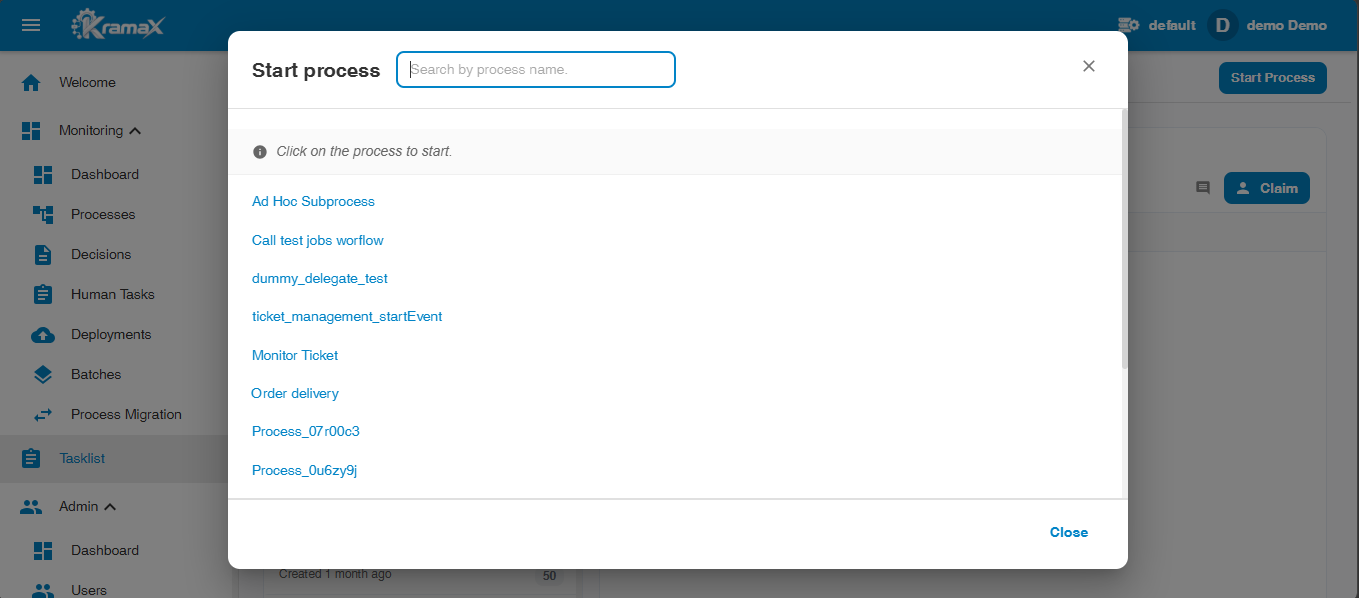 KramaX
default
D
demo Demo
Welcome
Monitoring
Dashboard
Processes
Decisions
Human Tasks
Deployments
Batches
Process Migration
Tasklist
Admin
Dashboard
Users
Start Process
Claim
Start process
Search by process name.
Click on the process to start.
Ad Hoc Subprocess
Call test jobs worflow
dummy_delegate_test
ticket_management_startEvent
Monitor Ticket
Order delivery
Process_07r00c3
Process_0u6zy9j
Close
Created 1 month ago
50